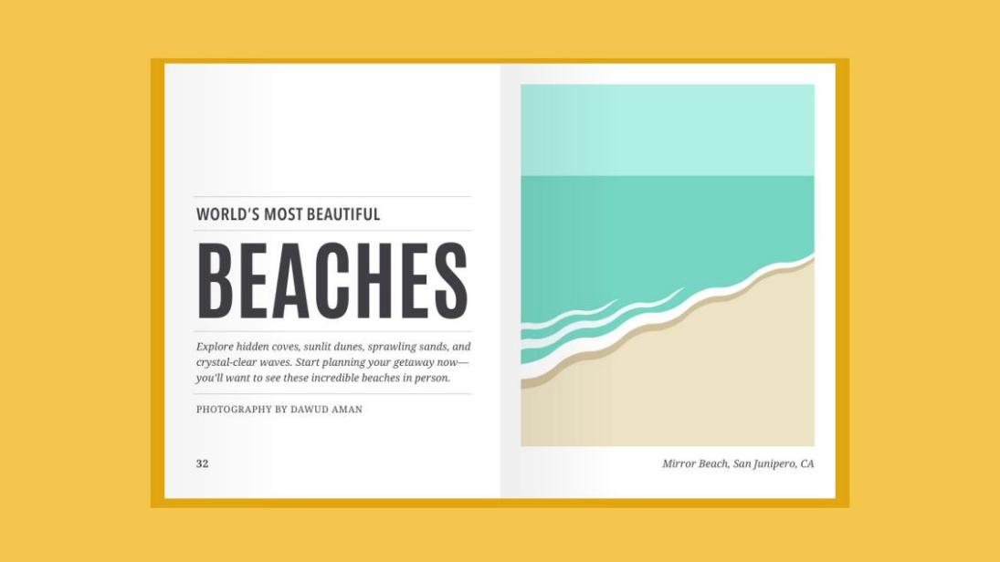 WORLD'S MOST BEAUTIFUL
BEACHES
Explore hidden coves, sunlit dunes, sprawling sands, and
crystal-clear waves. Start planning your getaway now—
you'll want to see these incredible beaches in person.
PHOTOGRAPHY BY DAWUD AMAN
32
Mirror Beach, San Junipero, CA